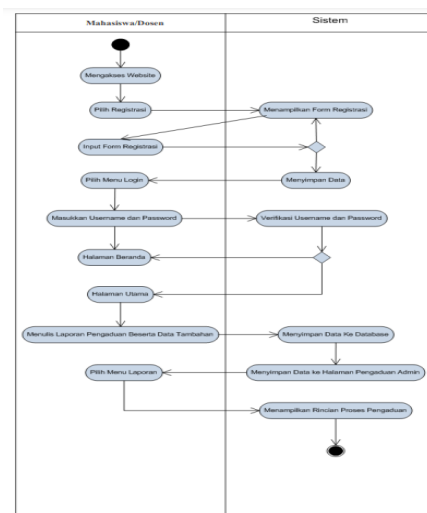 Mahasiswa/Dosen
Sistem
Mengakses Website
Pilih Registrasi
Menampilkan Form Registrasi
Input Form Registrasi
Pilih Menu Login
Menyimpan Data
Masukkan Username dan Password
Verifikasi Username dan Password
Halaman Beranda
Halaman Utama
Menulis Laporan Pengaduan Beserta Data Tambahan
Menyimpan Data Ke Database
Pilih Menu Laporan
Menyimpan Data ke Halaman Pengaduan Admin
Menampilkan Rincian Proses Pengaduan